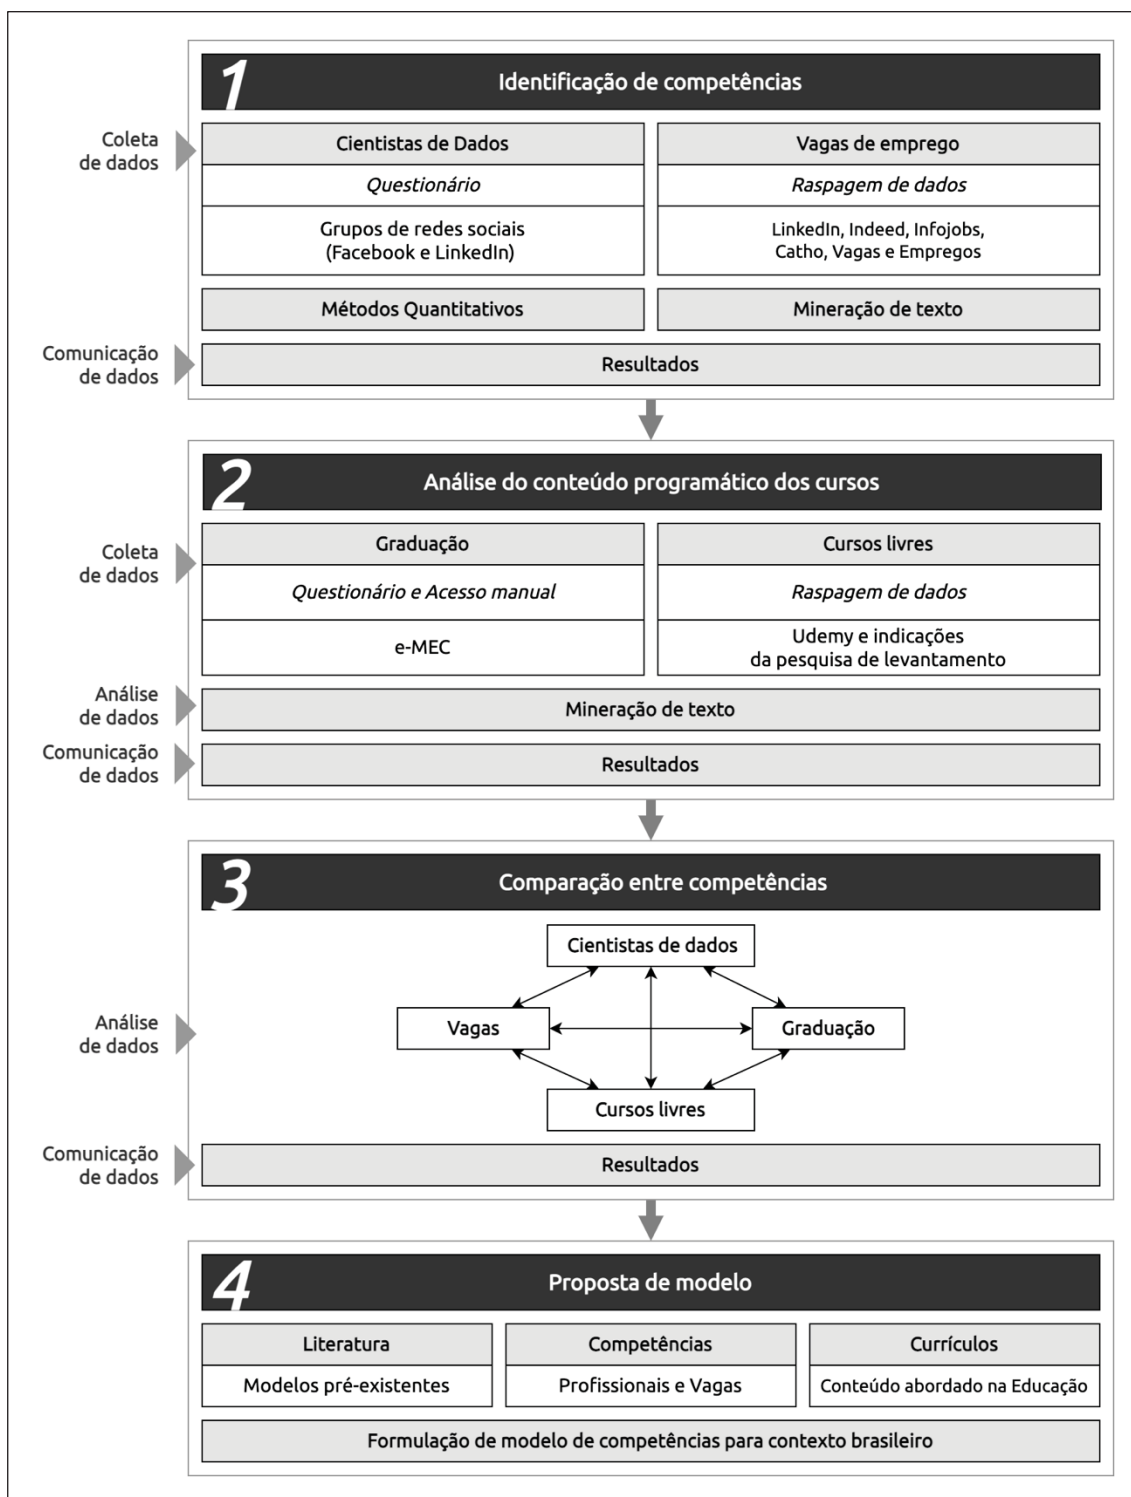 1
Identificação de competências
Coleta
de dados
Cientistas de Dados
Vagas de emprego
Questionário
Raspagem de dados
Grupos de redes sociais
(Facebook e LinkedIn)
LinkedIn, Indeed, Infojobs,
Catho, Vagas e Empregos
Métodos Quantitativos
Mineração de texto
Comunicação
de dados
Resultados
2
Análise do conteúdo programático dos cursos
Coleta
de dados
Graduação
Cursos livres
Questionário e Acesso manual
Raspagem de dados
e-MEC
Udemy e indicações
da pesquisa de levantamento
Análise
de dados
Mineração de texto
Comunicação
de dados
Resultados
3
Comparação entre competências
Cientistas de dados
Análise
de dados
Vagas
Graduação
Cursos livres
Comunicação
de dados
Resultados
4
Proposta de modelo
Literatura
Competências
Currículos
Modelos pré-existentes
Profissionais e Vagas
Conteúdo abordado na Educação
Formulação de modelo de competências para contexto brasileiro